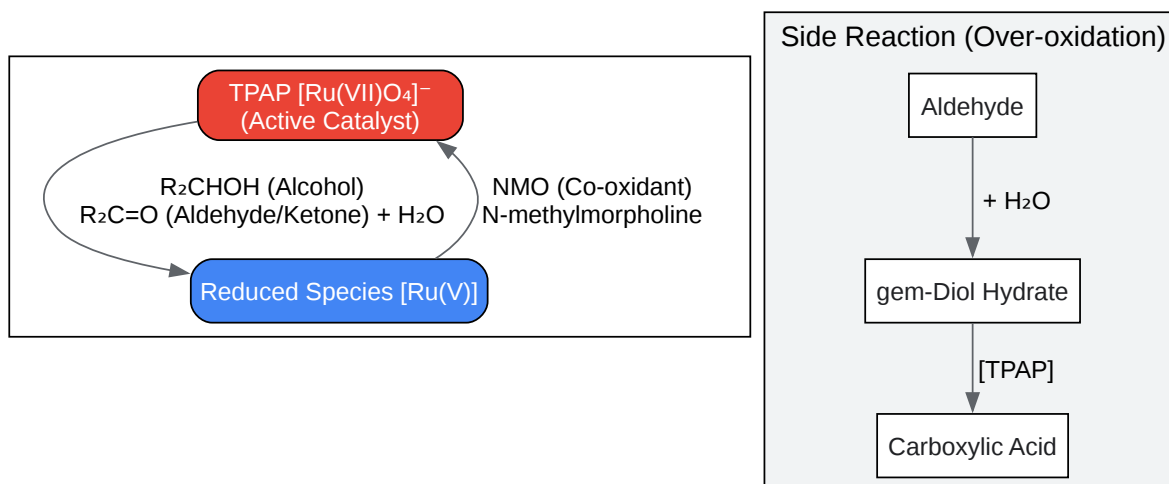 TPAP [Ru(VII)O₄]⁻
(Active Catalyst)
R₂CHOH (Alcohol)
R₂C=O (Aldehyde/Ketone) + H₂O
NMO (Co-oxidant)
N-methylmorpholine
Reduced Species [Ru(V)]
Side Reaction (Over-oxidation)
Aldehyde
+ H₂O
gem-Diol Hydrate
[TPAP]
Carboxylic Acid